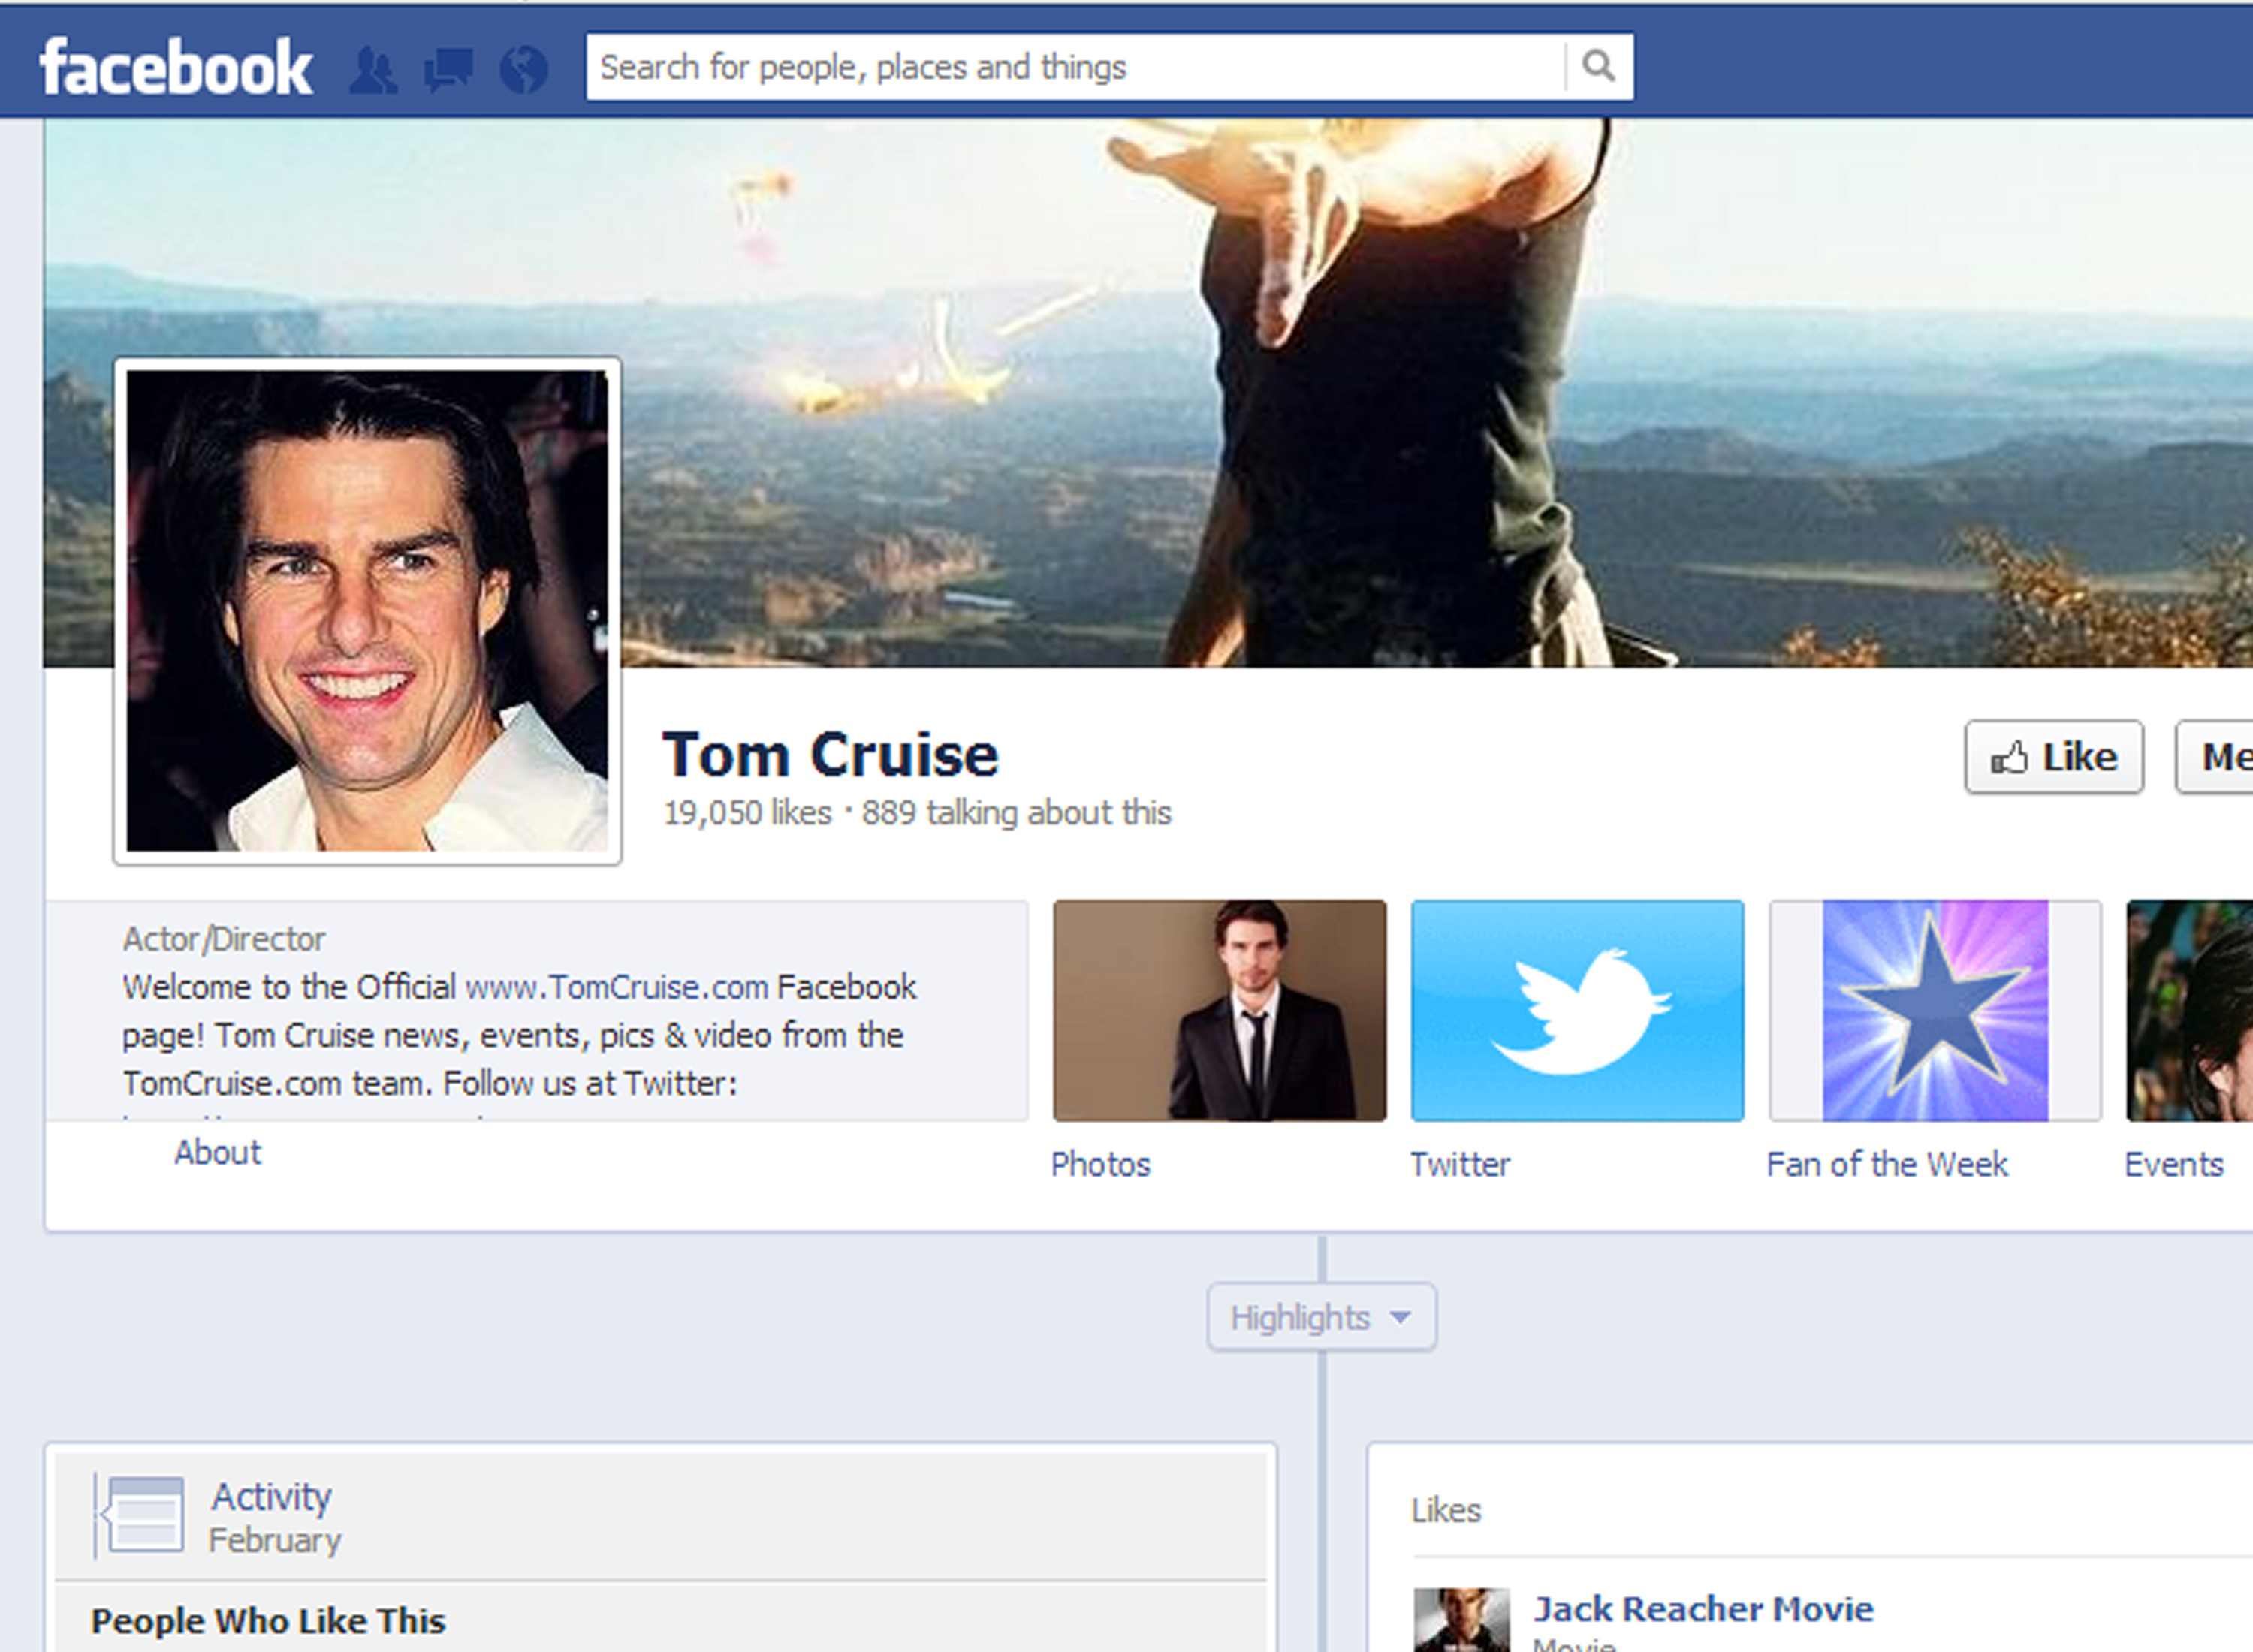 facebook
Search for people, places and things
Tom Cruise
19,050 likes · 889 talking about this
Like
Me
Actor/Director
Welcome to the Official www.TomCruise.com Facebook
page! Tom Cruise news, events, pics & video from the
TomCruise.com team. Follow us at Twitter:
About
Photos
Twitter
Fan of the Week
Events
Highlights
Activity
February
People Who Like This
Likes
Jack Reacher Movie
Movie